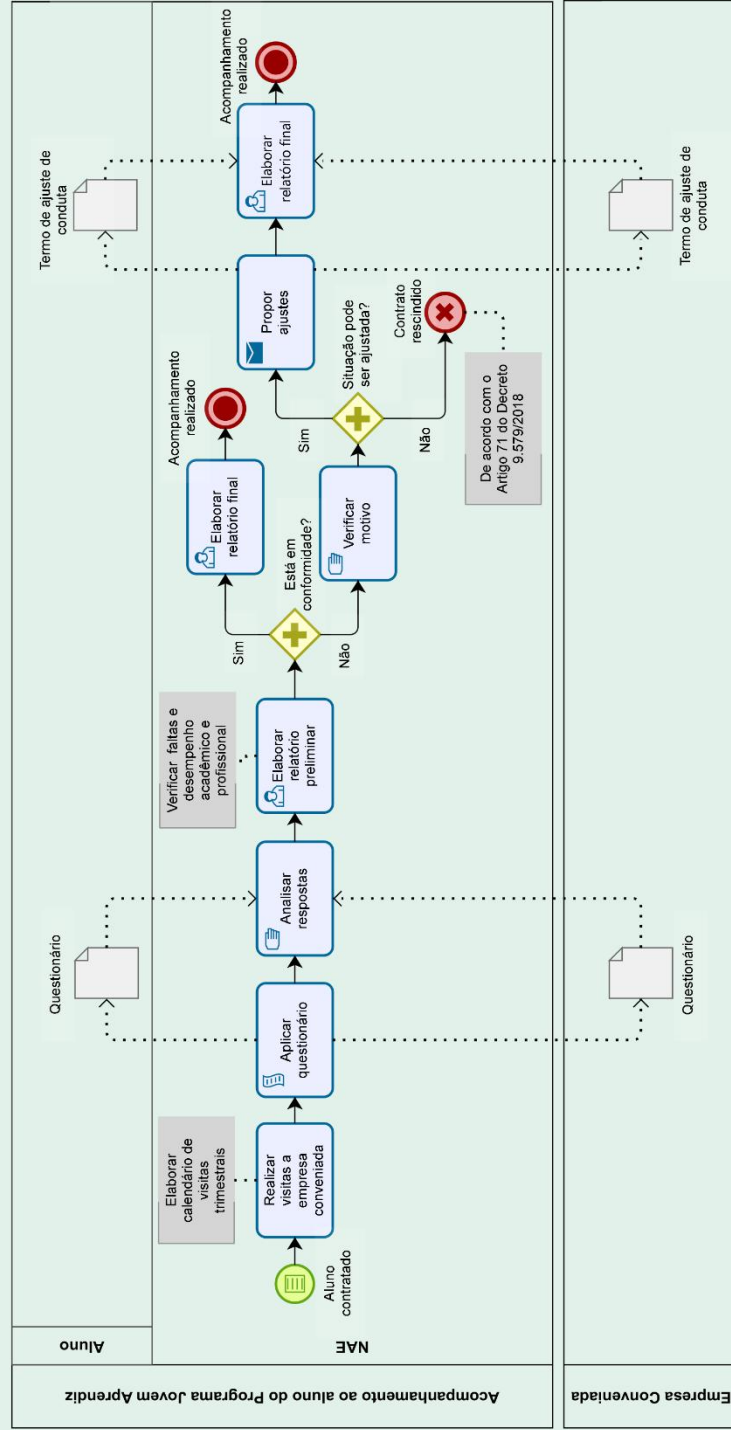 Acompanhamento ao aluno do Programa Jovem Aprendiz
Aluno
NAE
Empresa Conveniada
Questionário
Termo de ajuste de
conduta
Aluno
contratado
Elaborar
calendário de
visitas
trimestrais
Realizar
visitas a
empresa
conveniada
Aplicar
questionário
Analisar
respostas
Verificar faltas e
desempenho
acadêmico e
profissional
Elaborar
relatório
preliminar
Está em
conformidade?
Sim
Não
Elaborar
relatório final
Acompanhamento
realizado
Verificar
motivo
Situação pode
ser ajustada?
Sim
Não
Propor
ajustes
Elaborar
relatório final
Acompanhamento
realizado
Contrato
rescindido
De acordo com o
Artigo 71 do Decreto
9.579/2018
Questionário
Termo de ajuste de
conduta